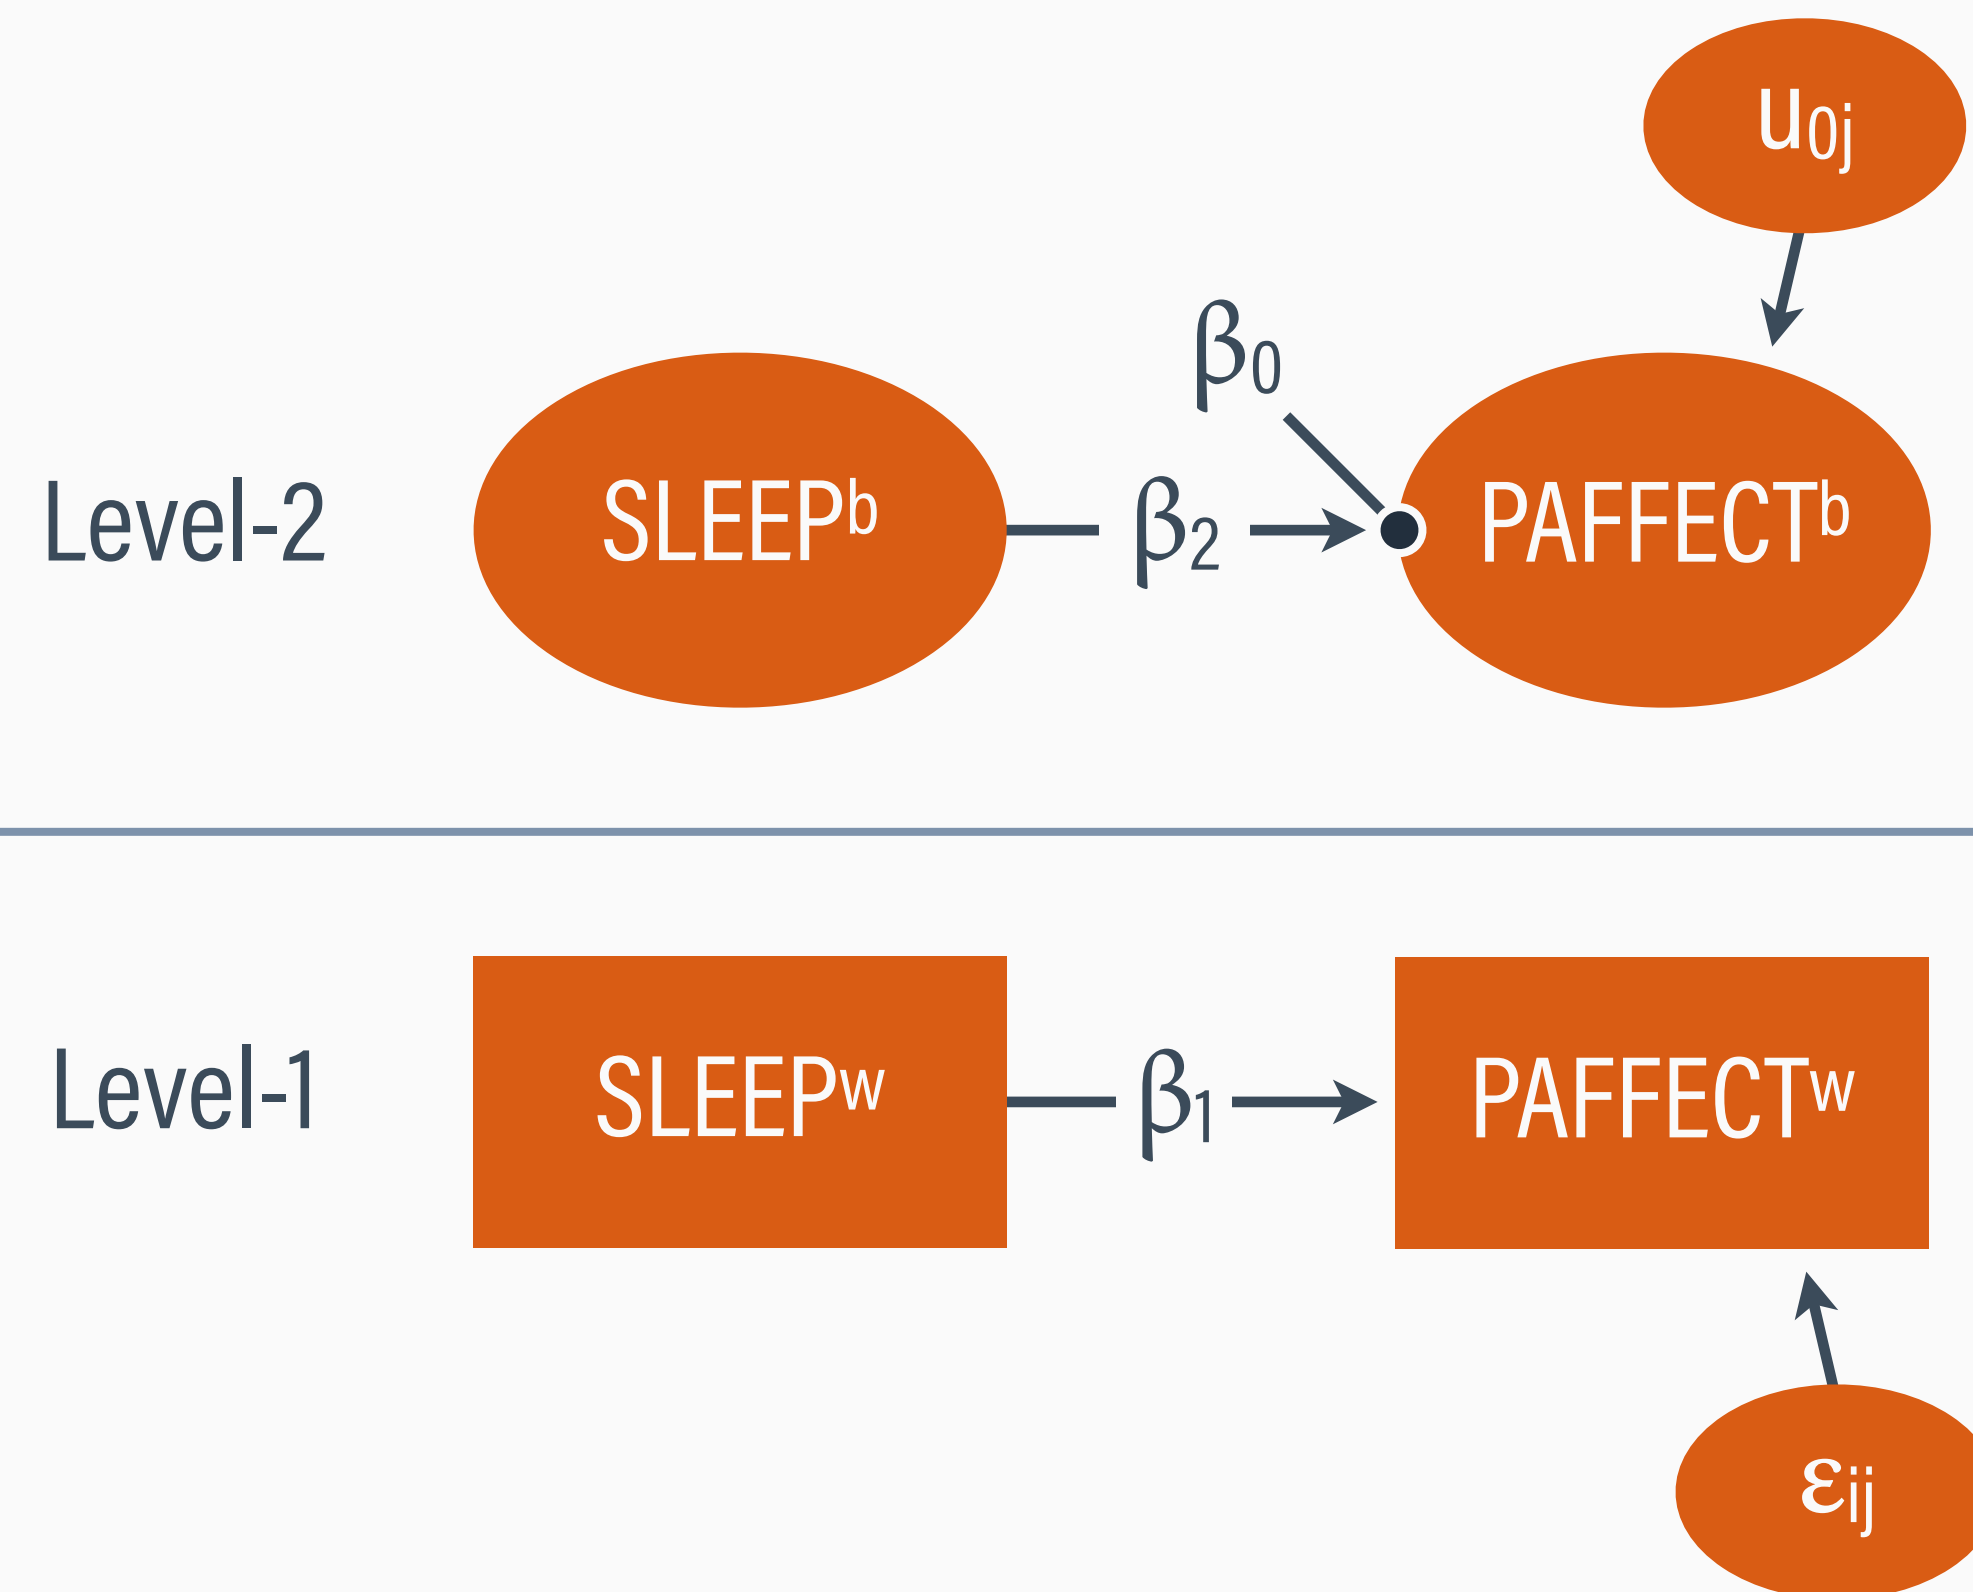 u0j
β0
Level-2
SLEEPb
β2
PAFFECTb
Level-1
SLEEPw
β1
PAFFECTw
εij